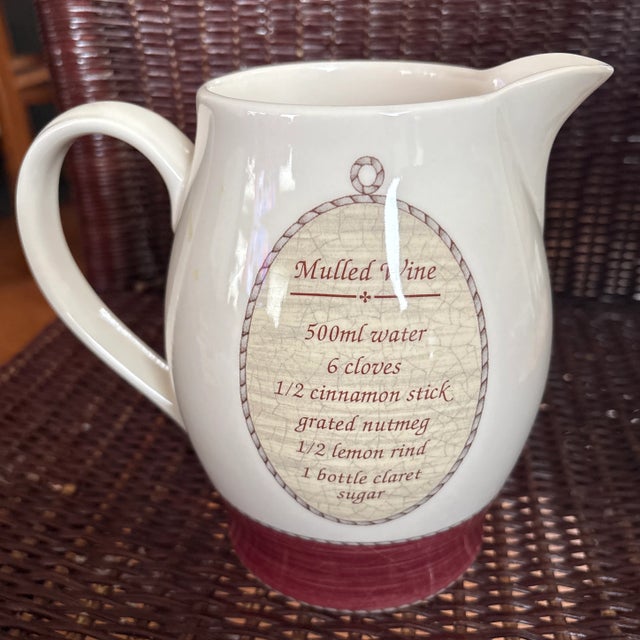 Mulled Wine
500ml water
6 cloves
1/2 cinnamon stick
grated nutmeg
1/2 lemon rind
1 bottle claret
sugar